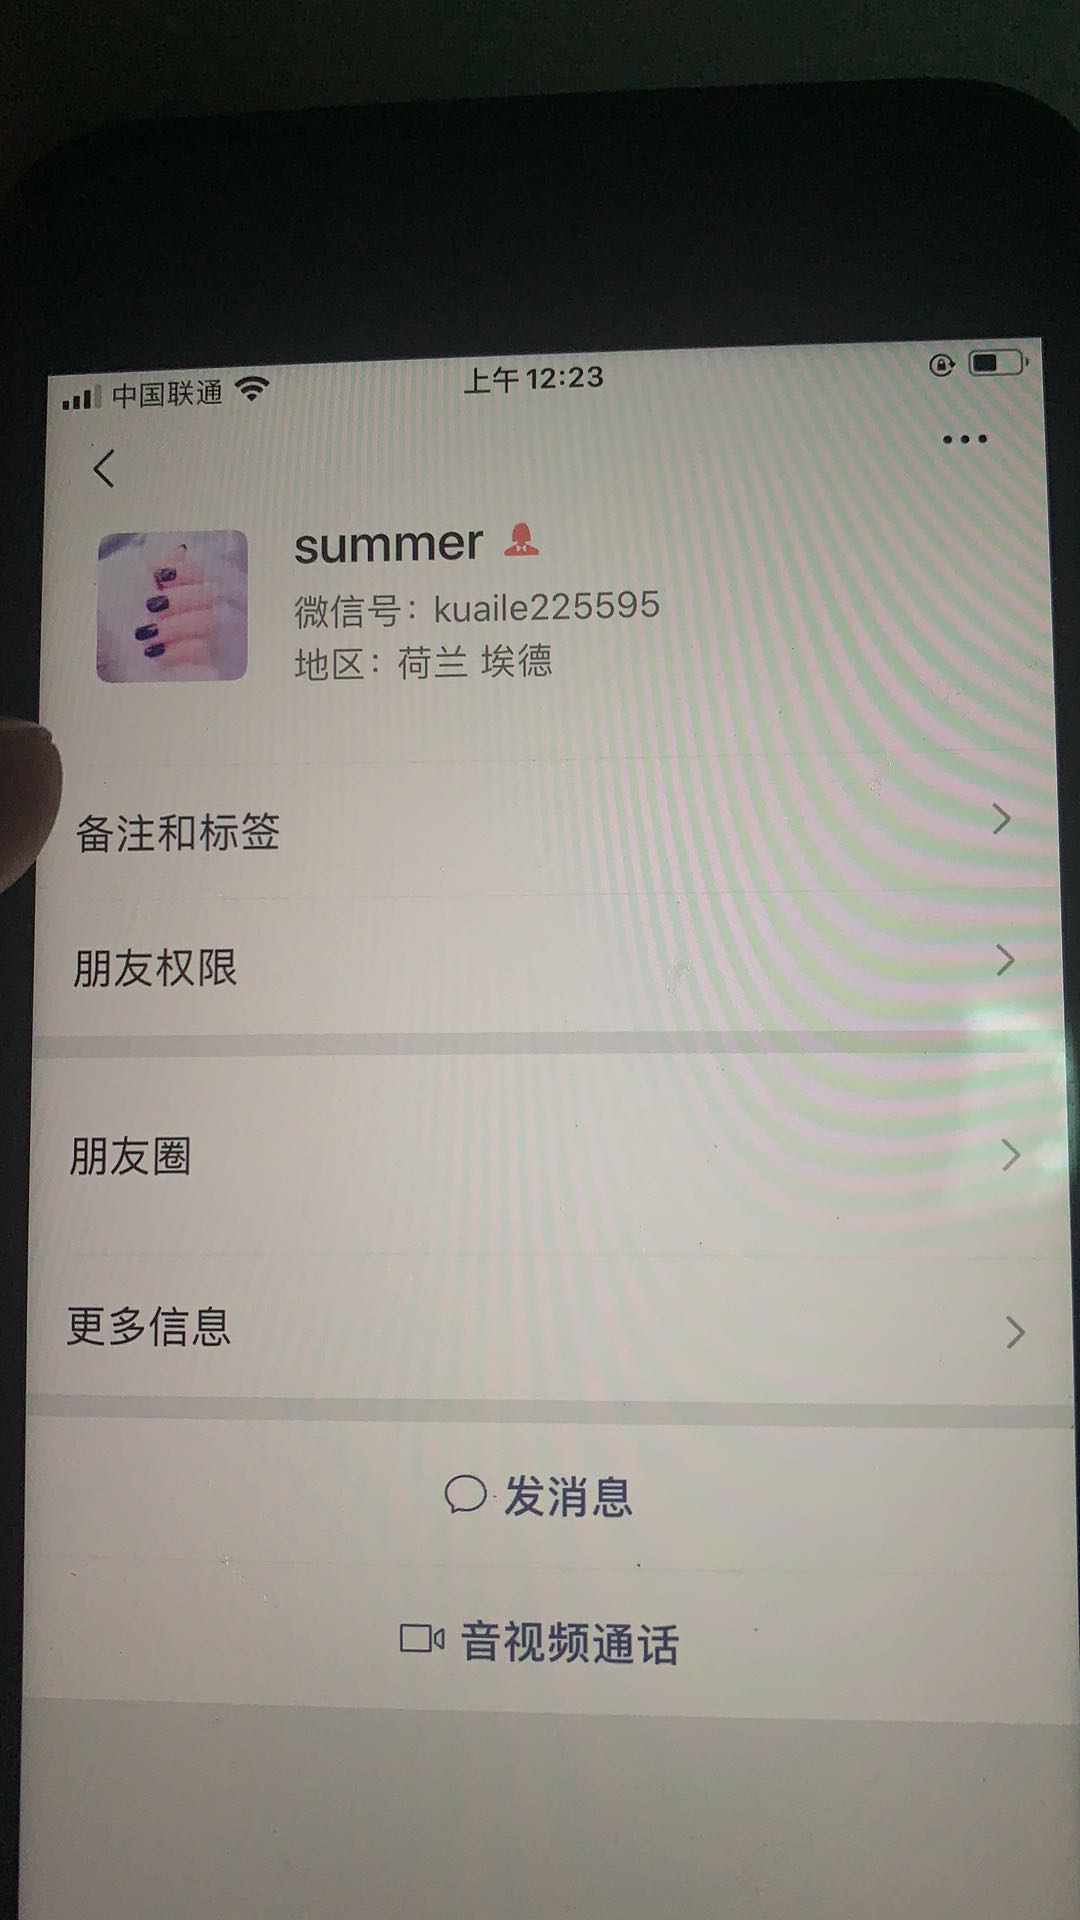 中国联通
上午12:23
summer
微信号：kuaile225595
地区：荷兰 埃德
备注和标签
朋友权限
朋友圈
更多信息
发消息
音视频通话